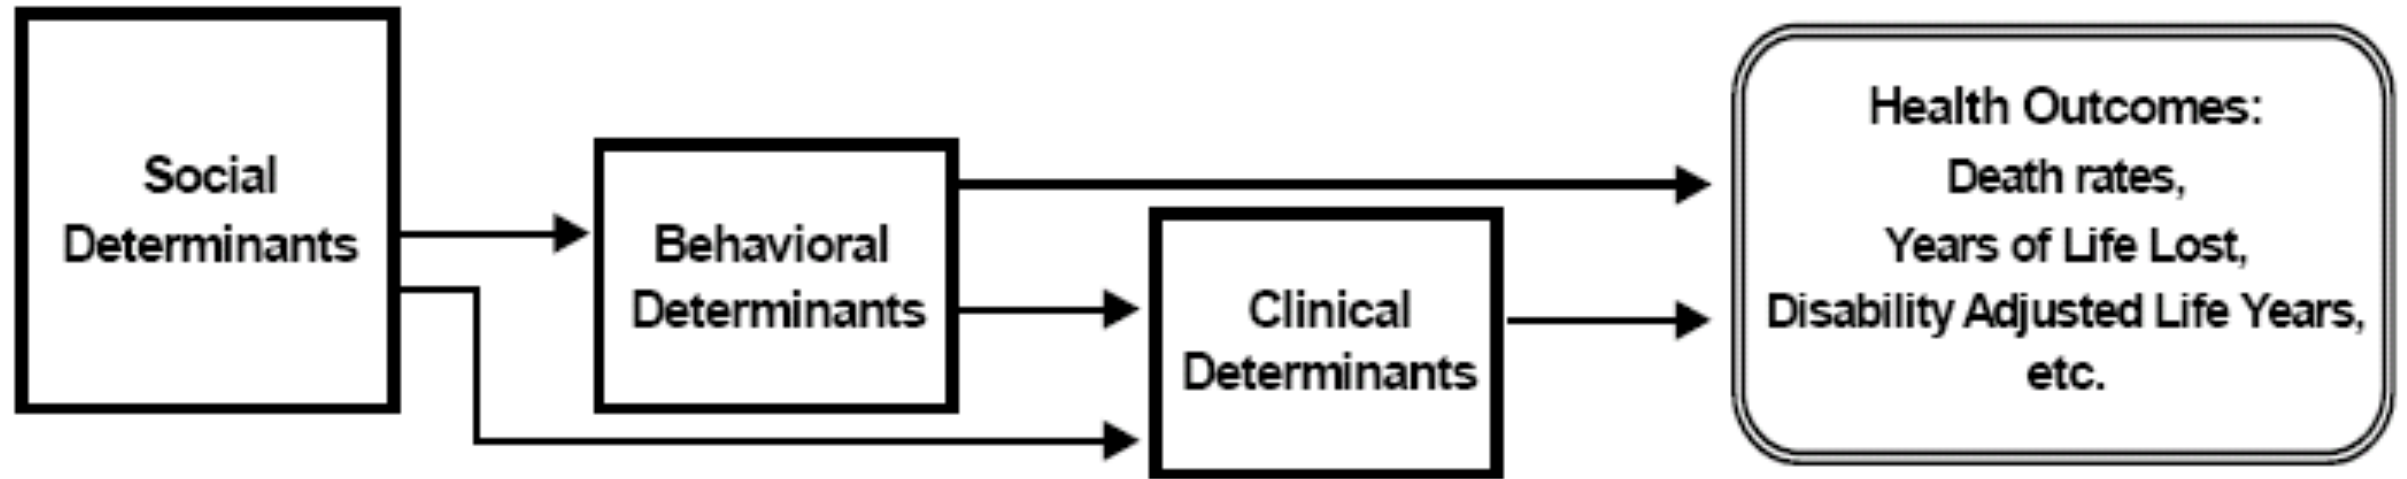 Social
Determinants
Behavioral
Determinants
Clinical
Determinants
Health Outcomes:
Death rates,
Years of Life Lost,
Disability Adjusted Life Years,
etc.